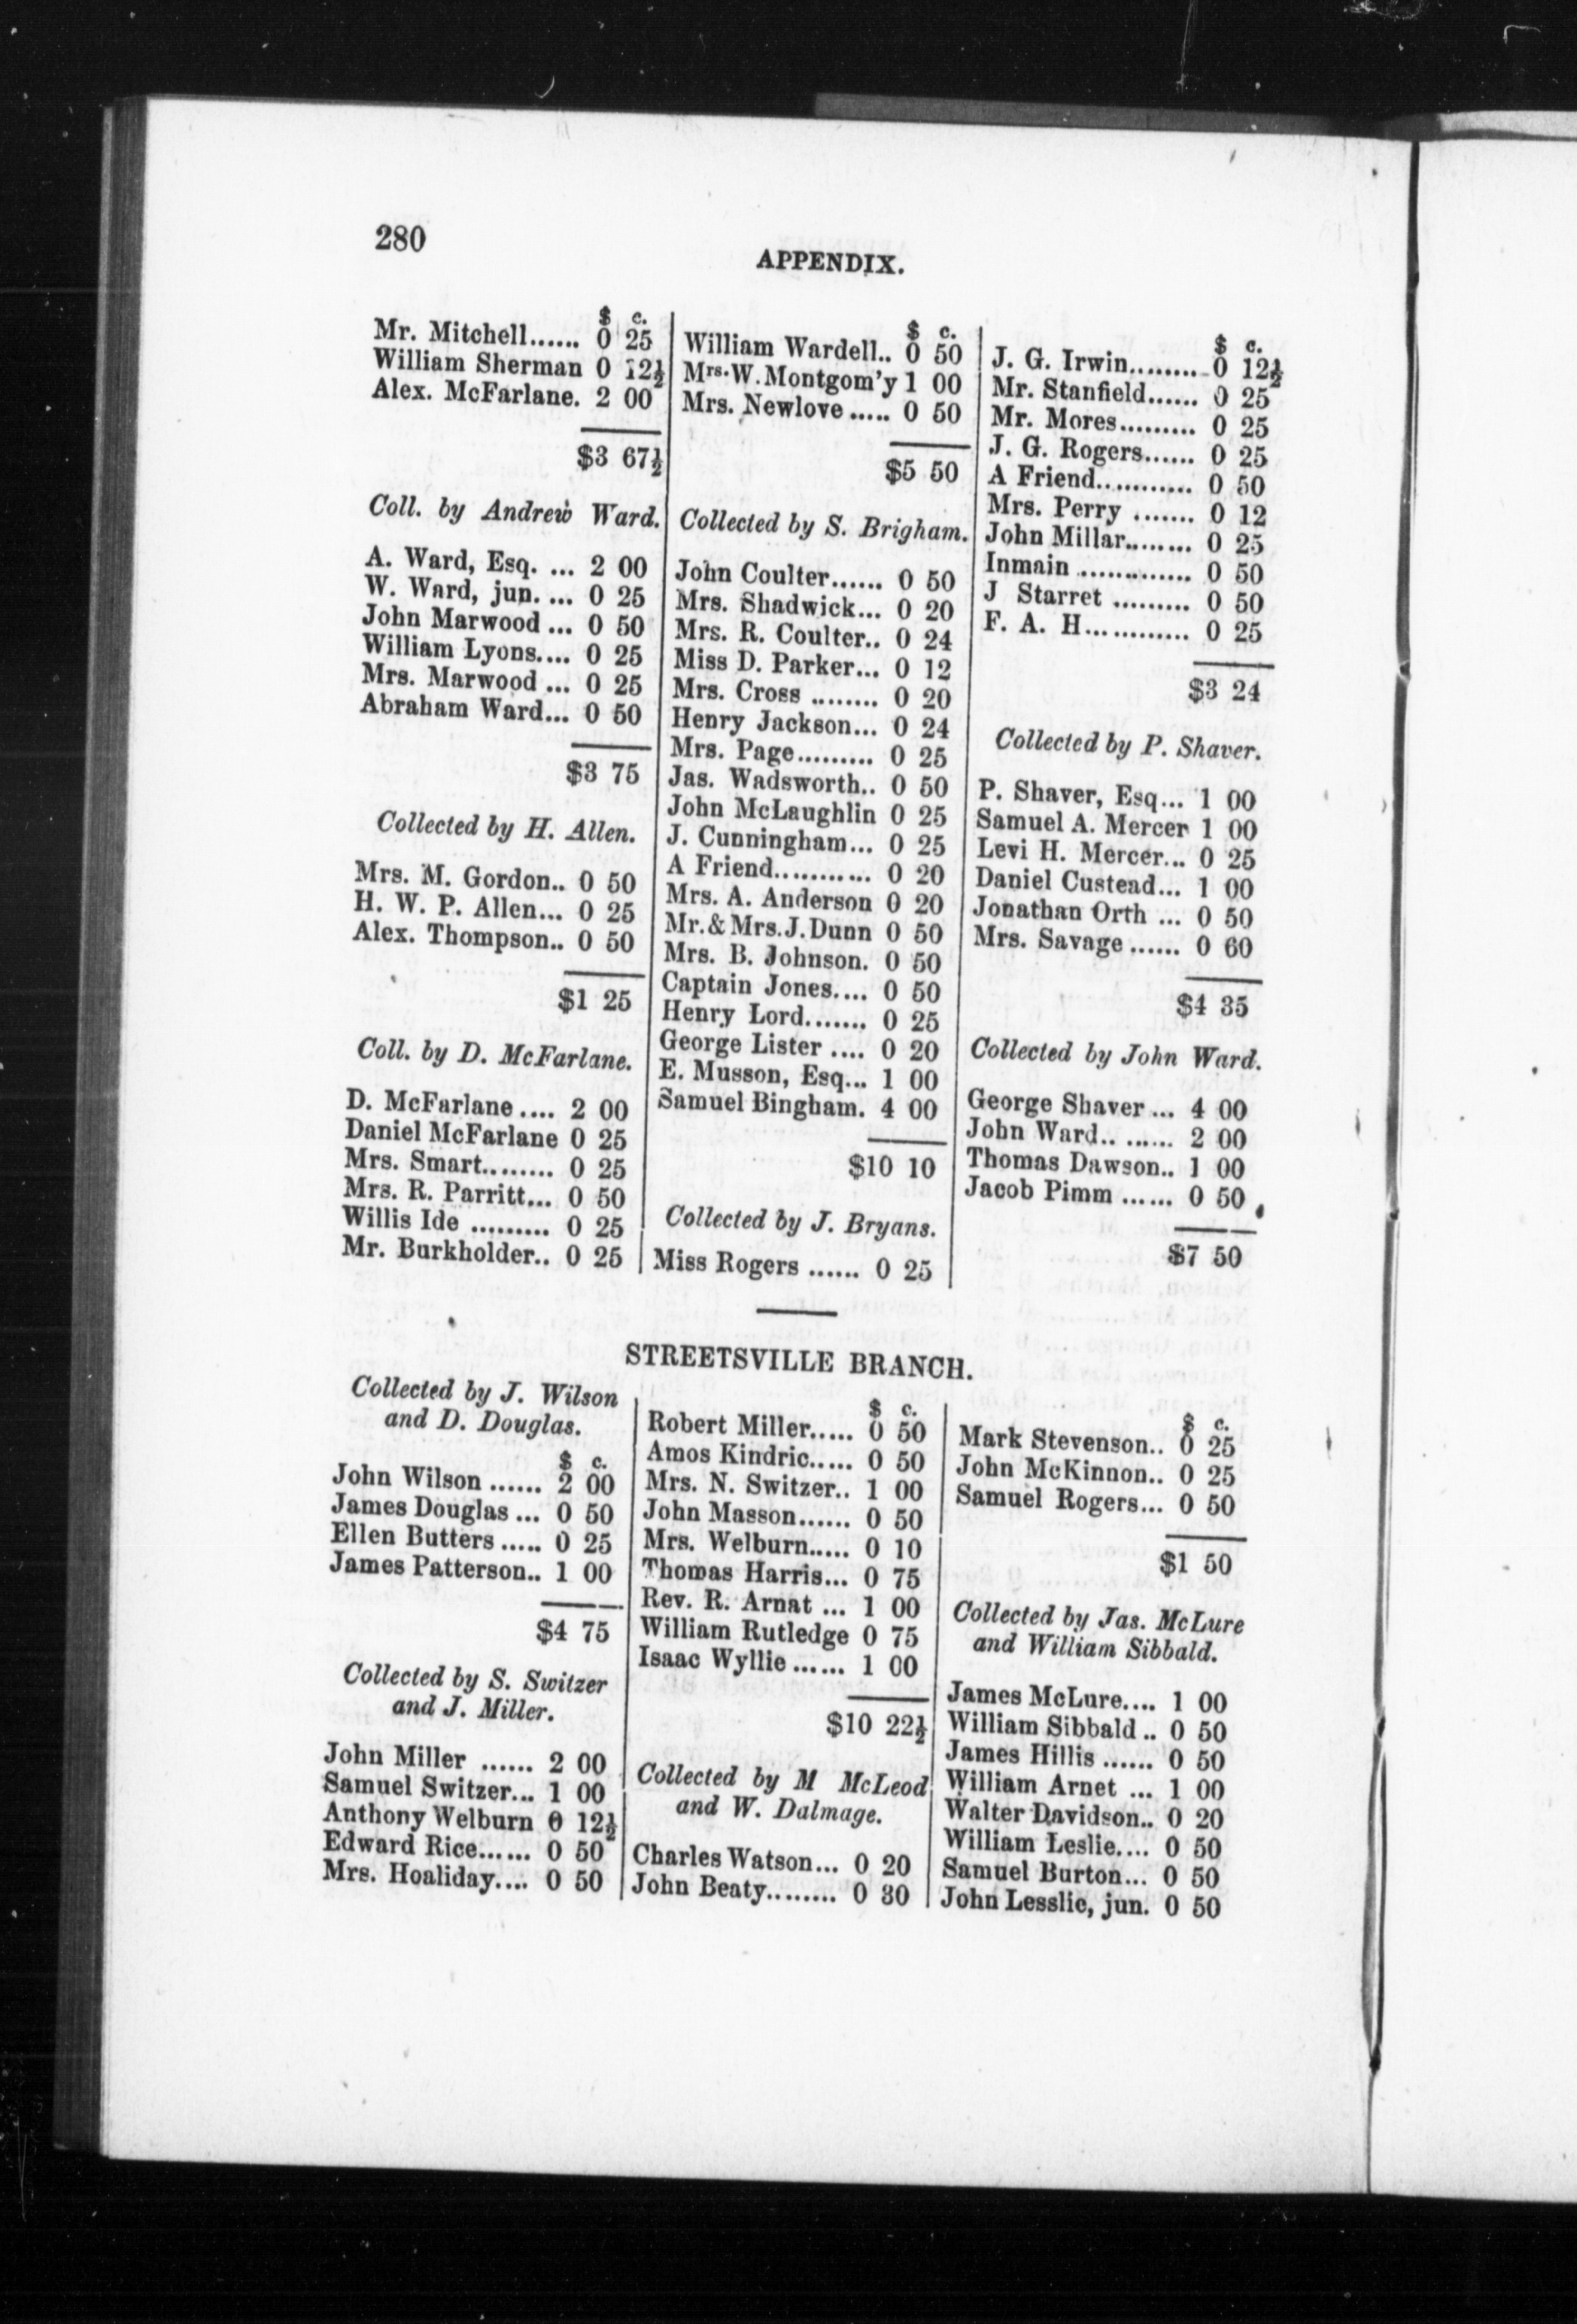 280
APPENDIX.
$ c.
Mr. Mitchell...... 0 25
William Sherman 0 12½
Alex. McFarlane. 2 00
$3 67½
Coll. by Andrew Ward.
A. Ward, Esq. ... 2 00
W. Ward, jun. ... 0 25
John Marwood ... 0 50
William Lyons.... 0 25
Mrs. Marwood ... 0 25
Abraham Ward... 0 50
$3 75
Collected by H. Allen.
Mrs. M. Gordon.. 0 50
H. W. P. Allen... 0 25
Alex. Thompson.. 0 50
$1 25
Coll. by D. McFarlane.
D. McFarlane .... 2 00
Daniel McFarlane 0 25
Mrs. Smart......... 0 25
Mrs. R. Parritt... 0 50
Willis Ide ......... 0 25
Mr. Burkholder.. 0 25
$ c.
William Wardell.. 0 50
Mrs. W. Montgom'y 1 00
Mrs. Newlove ..... 0 50
$5 50
Collected by S. Brigham.
John Coulter...... 0 50
Mrs. Shadwick... 0 20
Mrs. R. Coulter.. 0 24
Miss D. Parker... 0 12
Mrs. Cross ........ 0 20
Henry Jackson... 0 24
Mrs. Page......... 0 25
Jas. Wadsworth.. 0 50
John McLaughlin 0 25
J. Cunningham... 0 25
A Friend........... 0 20
Mrs. A. Anderson 0 20
Mr. & Mrs. J. Dunn 0 50
Mrs. B. Johnson. 0 50
Captain Jones.... 0 50
Henry Lord....... 0 25
George Lister .... 0 20
E. Musson, Esq... 1 00
Samuel Bingham. 4 00
$10 10
Collected by J. Bryans.
Miss Rogers ...... 0 25
$ c.
J. G. Irwin......... 0 12½
Mr. Stanfield...... 0 25
Mr. Mores......... 0 25
J. G. Rogers...... 0 25
A Friend........... 0 50
Mrs. Perry ....... 0 12
John Millar........ 0 25
Inmain ............. 0 50
J Starret ......... 0 50
F. A. H............ 0 25
$3 24
Collected by P. Shaver.
P. Shaver, Esq... 1 00
Samuel A. Mercer 1 00
Levi H. Mercer... 0 25
Daniel Custead... 1 00
Jonathan Orth ... 0 50
Mrs. Savage ...... 0 60
$4 35
Collected by John Ward.
George Shaver ... 4 00
John Ward.. ...... 2 00
Thomas Dawson.. 1 00
Jacob Pimm ...... 0 50
$7 50
STREETSVILLE BRANCH.
Collected by J. Wilson
and D. Douglas.
$ c.
John Wilson ...... 2 00
James Douglas ... 0 50
Ellen Butters ..... 0 25
James Patterson.. 1 00
$4 75
Collected by S. Switzer
and J. Miller.
John Miller ...... 2 00
Samuel Switzer... 1 00
Anthony Welburn 0 12½
Edward Rice...... 0 50
Mrs. Hoaliday.... 0 50
$ c.
Robert Miller..... 0 50
Amos Kindric..... 0 50
Mrs. N. Switzer.. 1 00
John Masson...... 0 50
Mrs. Welburn..... 0 10
Thomas Harris... 0 75
Rev. R. Arnat ... 1 00
William Rutledge 0 75
Isaac Wyllie ...... 1 00
$10 22½
Collected by M McLeod
and W. Dalmage.
Charles Watson... 0 20
John Beaty........ 0 30
$ c.
Mark Stevenson.. 0 25
John McKinnon.. 0 25
Samuel Rogers... 0 50
$1 50
Collected by Jas. McLure
and William Sibbald.
James McLure.... 1 00
William Sibbald .. 0 50
James Hillis ...... 0 50
William Arnet ... 1 00
Walter Davidson.. 0 20
William Leslie.... 0 50
Samuel Burton... 0 50
John Lesslie, jun. 0 50